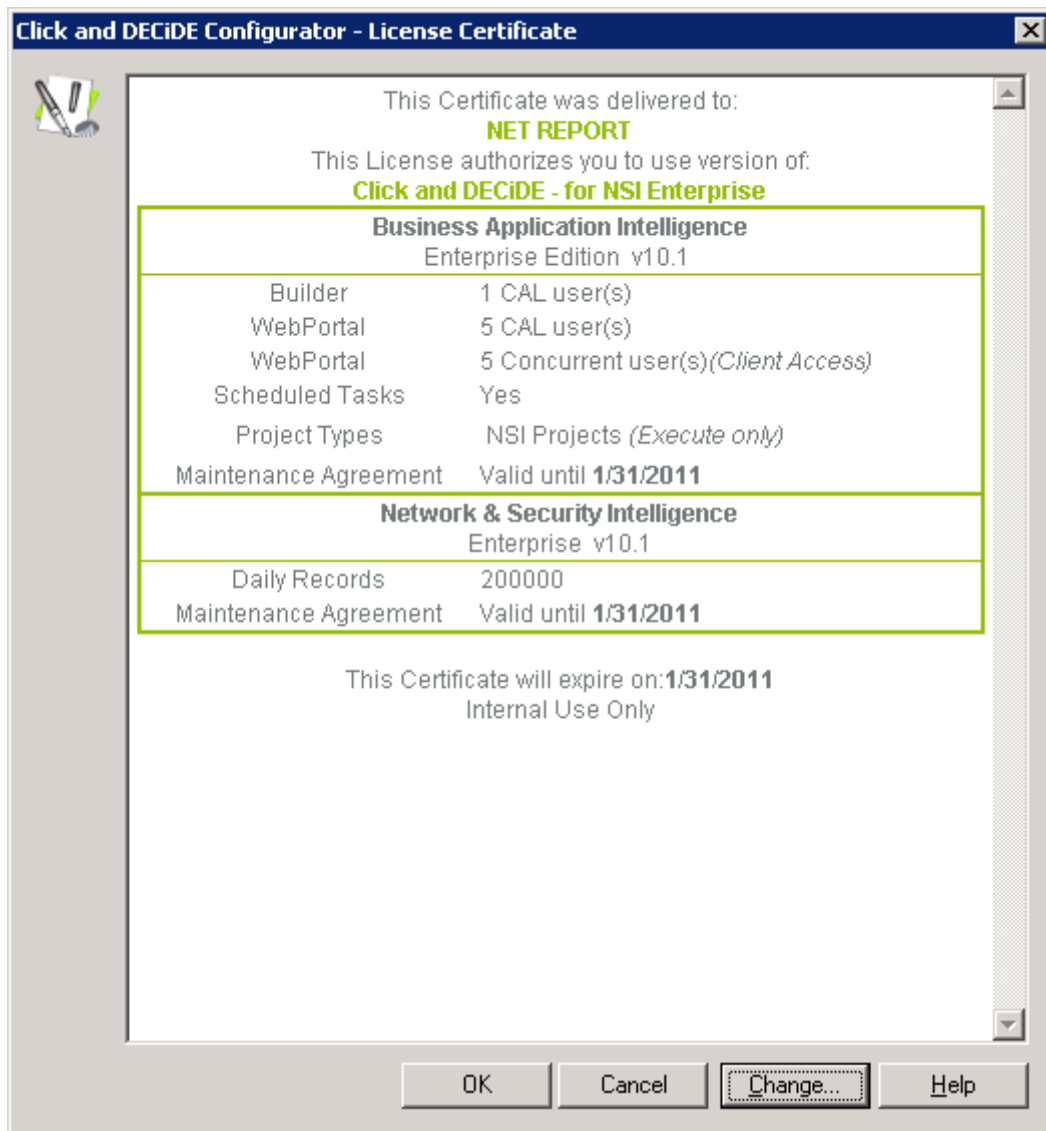 Click and DECiDE Configurator - License Certificate
This Certificate was delivered to:
NET REPORT
This License authorizes you to use version of:
Click and DECiDE - for NSI Enterprise
Business Application Intelligence
Enterprise Edition v10.1
Builder 1 CAL user(s)
WebPortal 5 CAL user(s)
WebPortal 5 Concurrent user(s)(Client Access)
Scheduled Tasks Yes
Project Types NSI Projects (Execute only)
Maintenance Agreement Valid until 1/31/2011
Network & Security Intelligence
Enterprise v10.1
Daily Records 200000
Maintenance Agreement Valid until 1/31/2011
This Certificate will expire on:1/31/2011
Internal Use Only
OK Cancel Change... Help